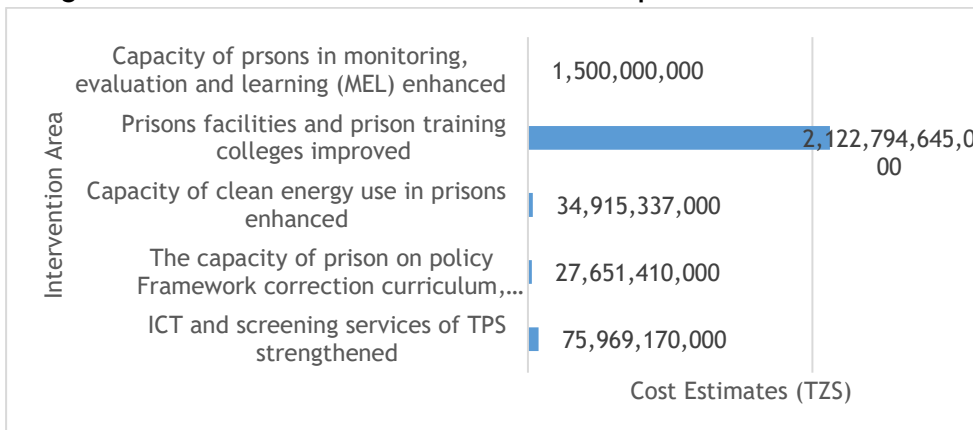 Capacity of prsons in monitoring,
evaluation and learning (MEL) enhanced
1,500,000,000
Prisons facilities and prison training
colleges improved
2,122,794,645,0
00
Capacity of clean energy use in prisons
enhanced
34,915,337,000
The capacity of prison on policy
Framework correction curriculum,…
27,651,410,000
ICT and screening services of TPS
strengthened
75,969,170,000
Intervention Area
Cost Estimates (TZS)